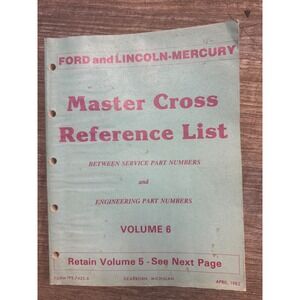 FORD and LINCOLN-MERCURY
Master Cross
Reference List
BETWEEN SERVICE PART NUMBERS
and
ENGINEERING PART NUMBERS
VOLUME 6
Retain Volume 5 - See Next Page
DEARBORN, MICHIGAN
APRIL, 1982